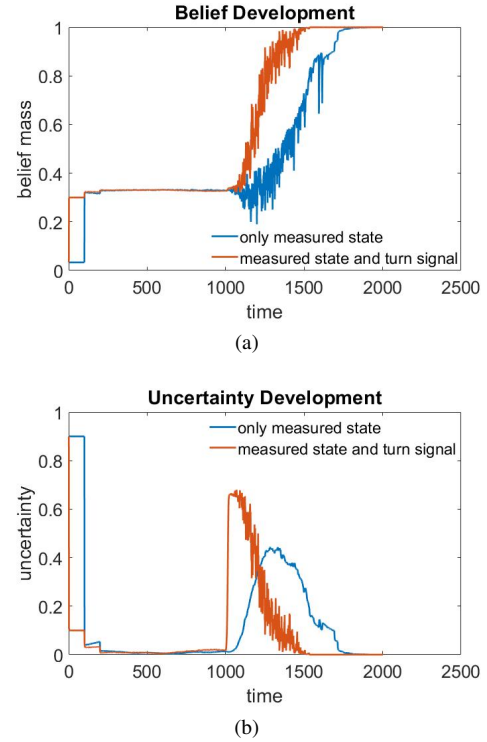 Belief Development
1
0.8
0.6
0.4
0.2
0
belief mass
only measured state
measured state and turn signal
0 500 1000 1500 2000 2500
time
(a)
Uncertainty Development
1
0.8
0.6
0.4
0.2
0
uncertainty
only measured state
measured state and turn signal
0 500 1000 1500 2000 2500
time
(b)